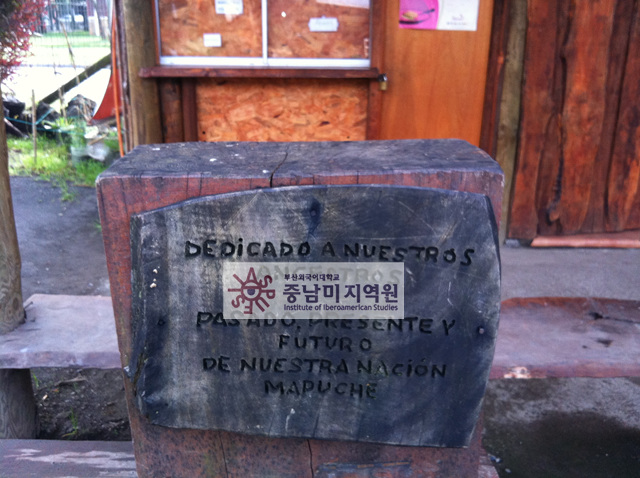 DEDICADO A NUESTROS
PASADO, PRESENTE Y
FUTURO
DE NUESTRA NACIÓN
MAPUCHE
부산외국어대학교
중남미지역원
Institute of Iberoamerican Studies